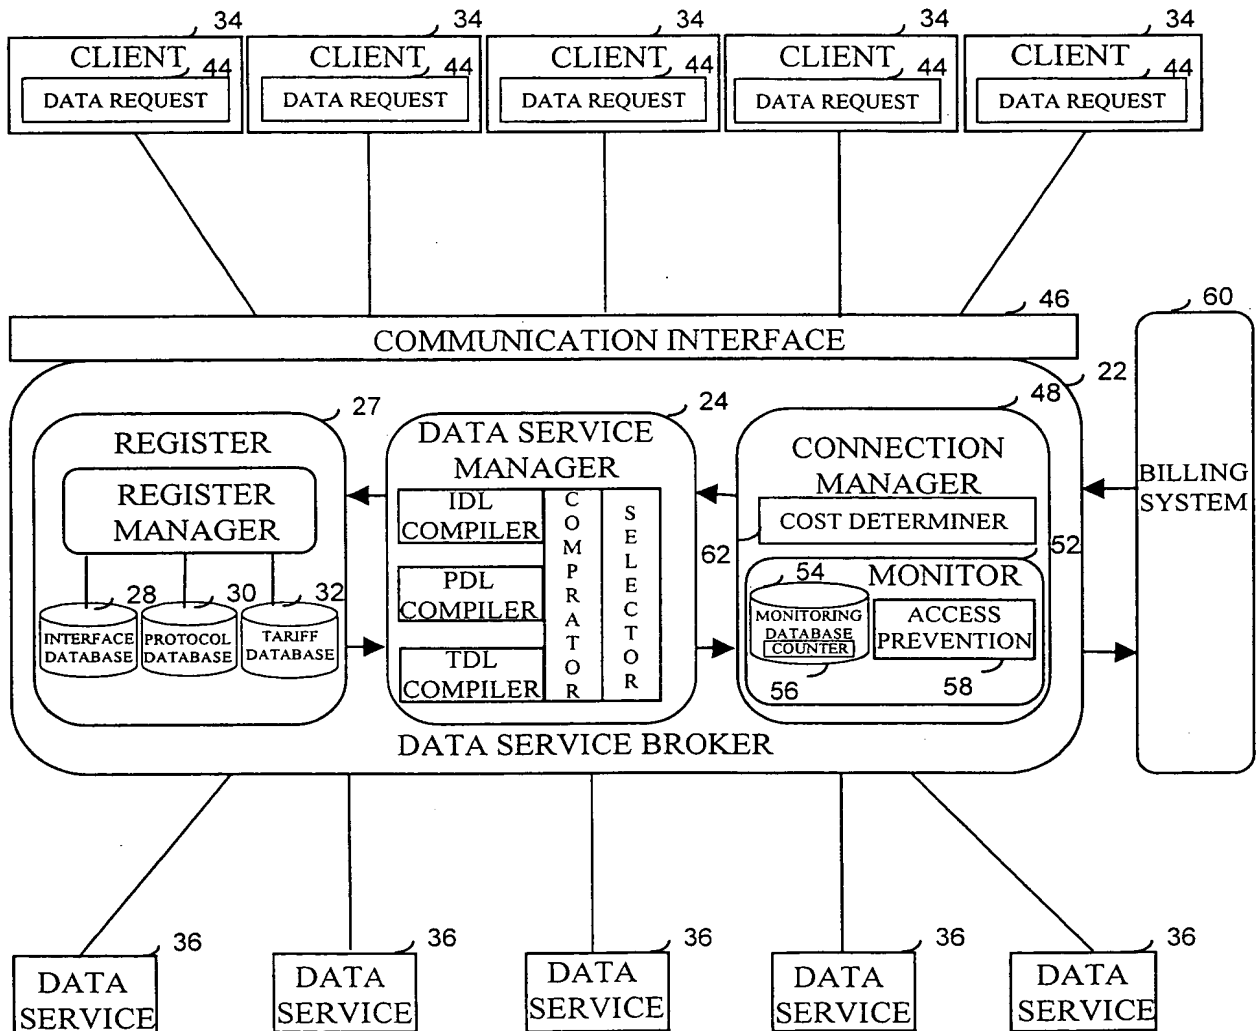 34 34 34 34 34
CLIENT CLIENT CLIENT CLIENT CLIENT
44 44 44 44 44
DATA REQUEST DATA REQUEST DATA REQUEST DATA REQUEST DATA REQUEST
46
COMMUNICATION INTERFACE
60
22
27
REGISTER
REGISTER
MANAGER
28
INTERFACE
DATABASE
30
PROTOCOL
DATABASE
32
TARIFF
DATABASE
24
DATA SERVICE
MANAGER
IDL
COMPILER
PDL
COMPILER
TDL
COMPILER
COMPRATOR
SELECTOR
48
CONNECTION
MANAGER
COST DETERMINER
62
52
MONITOR
54
MONITORING
DATABASE
COUNTER
56
ACCESS
PREVENTION
58
BILLING
SYSTEM
DATA SERVICE BROKER
36 36 36 36 36
DATA DATA DATA DATA DATA
SERVICE SERVICE SERVICE SERVICE SERVICE